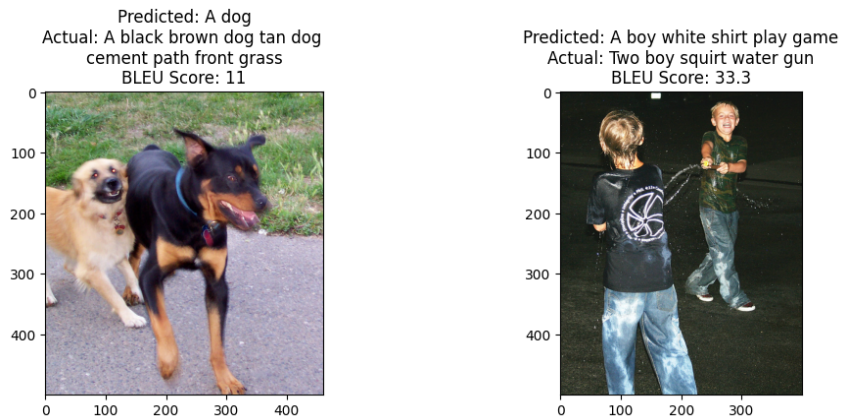 Predicted: A dog
Actual: A black brown dog tan dog
cement path front grass
BLEU Score: 11
0
100
200
300
400
0
100
200
300
400
Predicted: A boy white shirt play game
Actual: Two boy squirt water gun
BLEU Score: 33.3
0
100
200
300
400
0
100
200
300